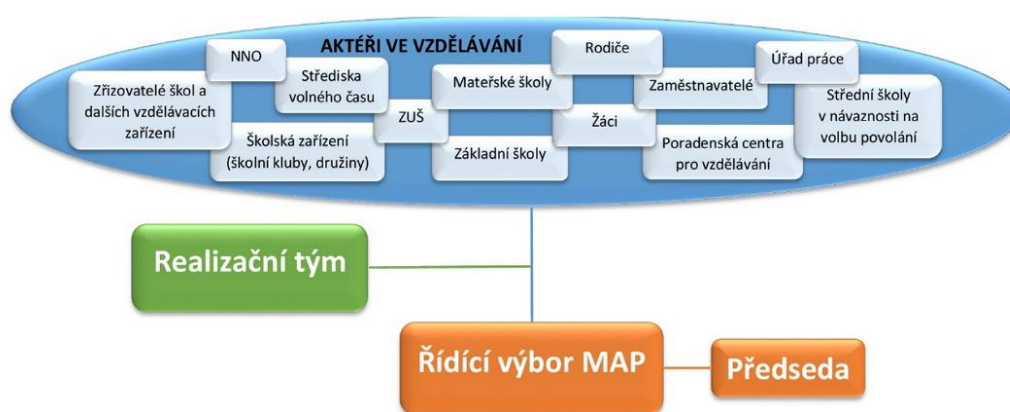 AKTÉŘI VE VZDĚLÁVÁNÍ
NNO
Rodiče
Úřad práce
Zřizovatelé škol a
dalších vzdělávacích
zařízení
Střediska
volného času
Mateřské školy
Zaměstnavatelé
Střední školy
v návaznosti na
volbu povolání
ZUŠ
Žáci
Školská zařízení
(školní kluby, družiny)
Základní školy
Poradenská centra
pro vzdělávání
Realizační tým
Řídící výbor MAP
Předseda